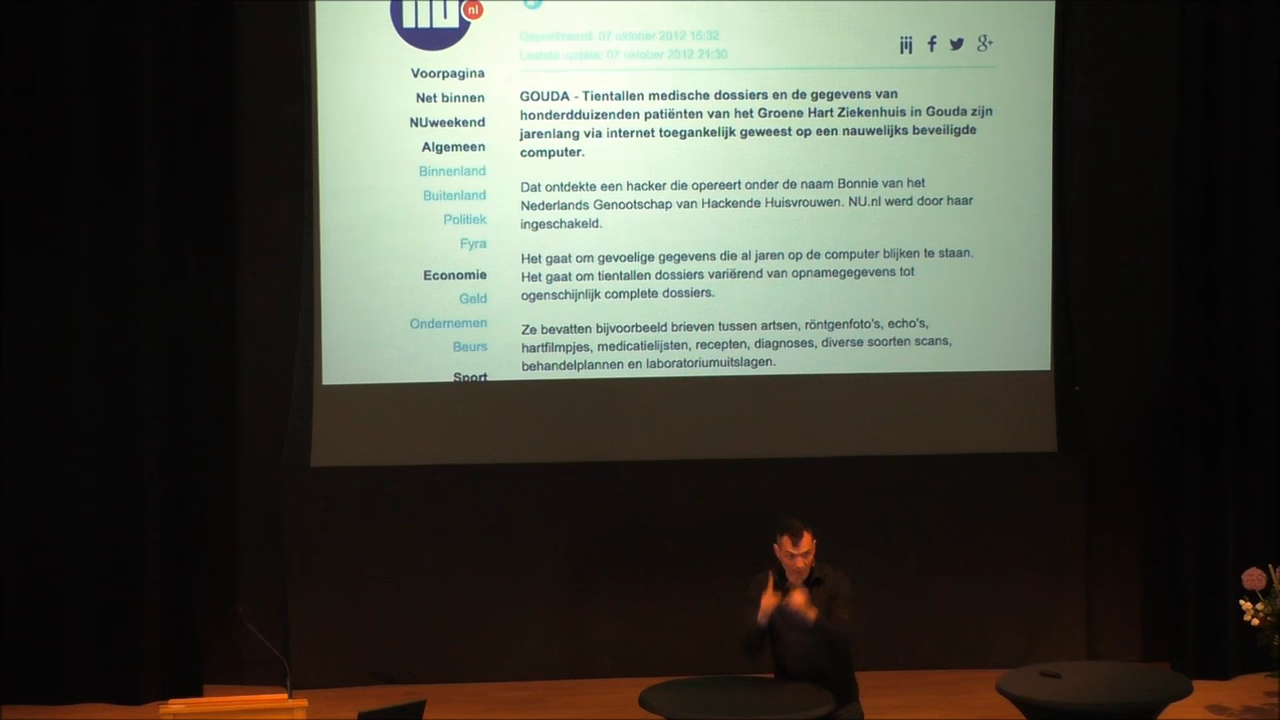 nu
nl
Gepubliceerd: 07 oktober 2012 15:32
Laatste update: 07 oktober 2012 21:30
Voorpagina
Net binnen
NUweekend
Algemeen
Binnenland
Buitenland
Politiek
Fyra
Economie
Geld
Ondernemen
Beurs
Sport
GOUDA - Tientallen medische dossiers en de gegevens van
honderdduizenden patiënten van het Groene Hart Ziekenhuis in Gouda zijn
jarenlang via internet toegankelijk geweest op een nauwelijks beveiligde
computer.
Dat ontdekte een hacker die opereert onder de naam Bonnie van het
Nederlands Genootschap van Hackende Huisvrouwen. NU.nl werd door haar
ingeschakeld.
Het gaat om gevoelige gegevens die al jaren op de computer blijken te staan.
Het gaat om tientallen dossiers variërend van opnamegegevens tot
ogenschijnlijk complete dossiers.
Ze bevatten bijvoorbeeld brieven tussen artsen, röntgenfoto's, echo's,
hartfilmpjes, medicatielijsten, recepten, diagnoses, diverse soorten scans,
behandelplannen en laboratoriumuitslagen.